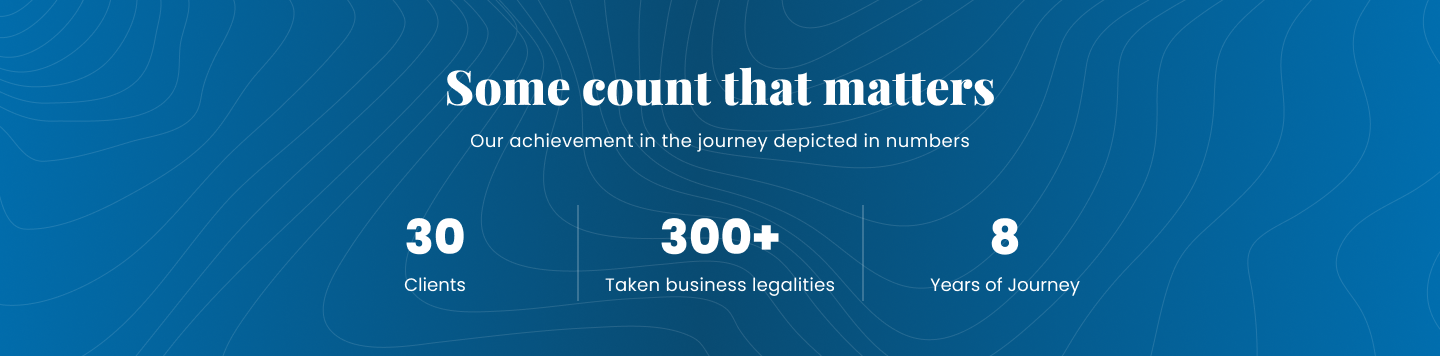 Some count that matters
Our achievement in the journey depicted in numbers
30
Clients
300+
Taken business legalities
8
Years of Journey